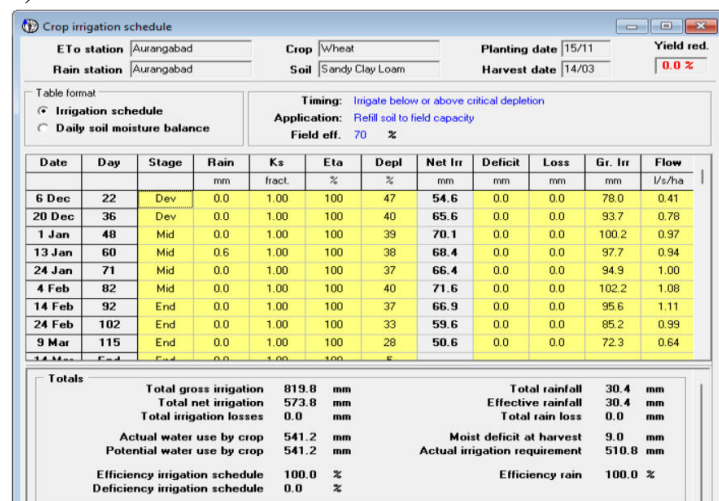 Crop irrigation schedule
ETo station Aurangabad Crop Wheat Planting date 15/11 Yield red.
Rain station Aurangabad Soil Sandy Clay Loam Harvest date 14/03 0.0 %
Table format
Irrigation schedule
Daily soil moisture balance
Timing: Irrigate below or above critical depletion
Application: Refill soil to field capacity
Field eff. 70 %
Date Day Stage Rain Ks Eta Depl Net Irr Deficit Loss Gr. Irr Flow
mm fract. % % mm mm mm mm l/s/ha
6 Dec 22 Dev 0.0 1.00 100 47 54.6 0.0 0.0 78.0 0.41
20 Dec 36 Dev 0.0 1.00 100 40 65.6 0.0 0.0 93.7 0.78
1 Jan 48 Mid 0.0 1.00 100 39 70.1 0.0 0.0 100.2 0.97
13 Jan 60 Mid 0.6 1.00 100 38 68.4 0.0 0.0 97.7 0.94
24 Jan 71 Mid 0.0 1.00 100 37 66.4 0.0 0.0 94.9 1.00
4 Feb 82 Mid 0.0 1.00 100 40 71.6 0.0 0.0 102.2 1.08
14 Feb 92 End 0.0 1.00 100 37 66.9 0.0 0.0 95.6 1.11
24 Feb 102 End 0.0 1.00 100 33 59.6 0.0 0.0 85.2 0.99
9 Mar 115 End 0.0 1.00 100 28 50.6 0.0 0.0 72.3 0.64
14 Mar End End 0.0 1.00 100 5
Totals
Total gross irrigation 819.8 mm Total rainfall 30.4 mm
Total net irrigation 573.8 mm Effective rainfall 30.4 mm
Total irrigation losses 0.0 mm Total rain loss 0.0 mm
Actual water use by crop 541.2 mm Moist deficit at harvest 9.0 mm
Potential water use by crop 541.2 mm Actual irrigation requirement 510.8 mm
Efficiency irrigation schedule 100.0 % Efficiency rain 100.0 %
Deficiency irrigation schedule 0.0 %